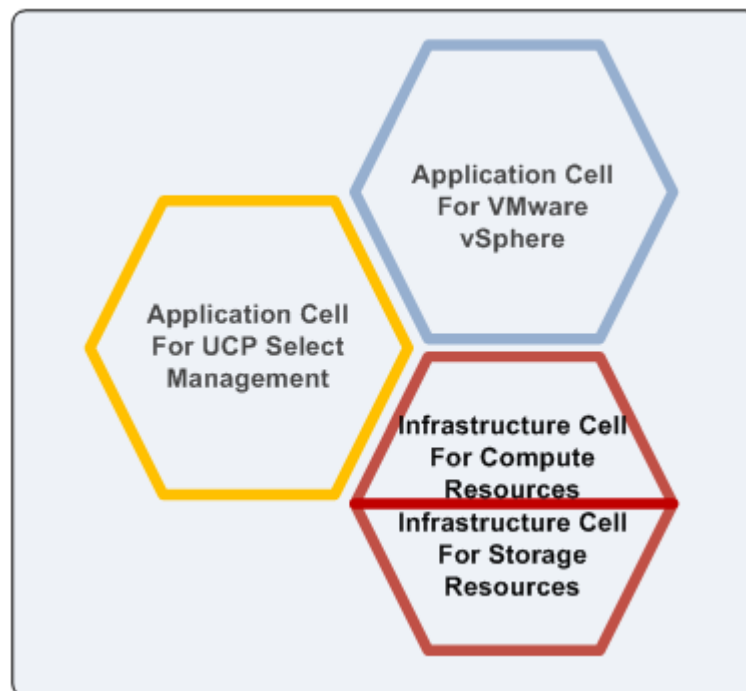 Application Cell
For VMware
vSphere
Application Cell
For UCP Select
Management
Infrastructure Cell
For Compute
Resources
Infrastructure Cell
For Storage
Resources